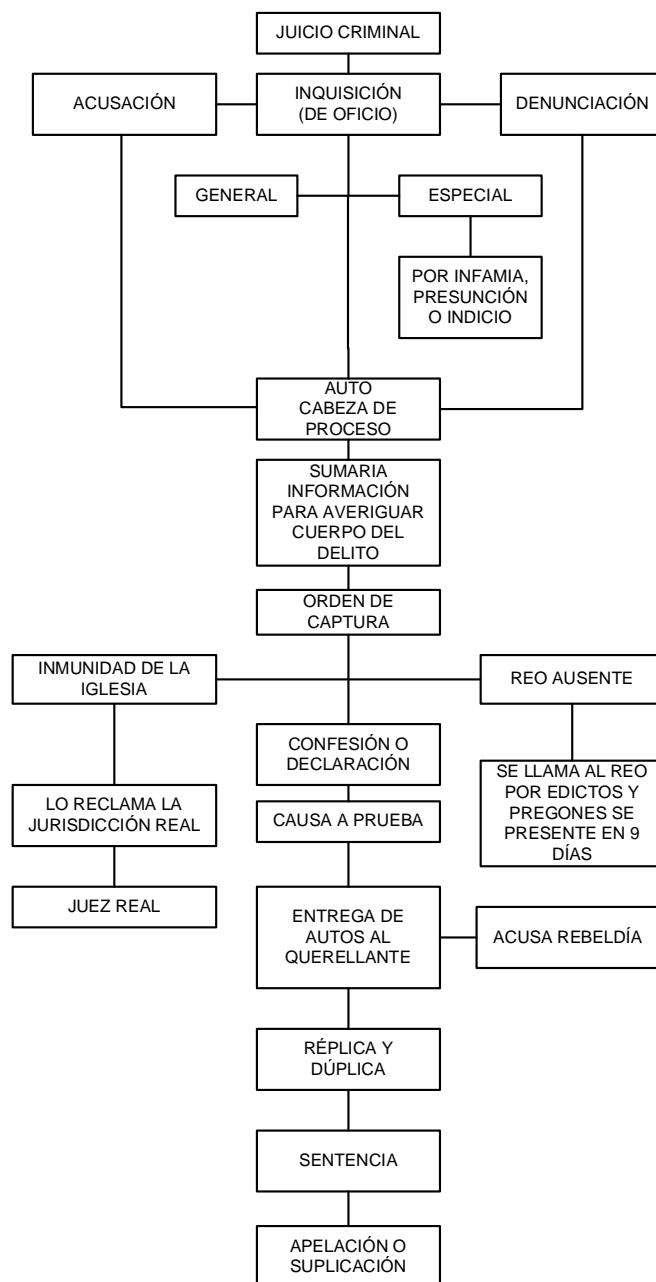 JUICIO CRIMINAL
ACUSACIÓN
INQUISICIÓN
(DE OFICIO)
DENUNCIACIÓN
GENERAL
ESPECIAL
POR INFAMIA,
PRESUNCIÓN
O INDICIO
AUTO
CABEZA DE
PROCESO
SUMARIA
INFORMACIÓN
PARA AVERIGUAR
CUERPO DEL
DELITO
ORDEN DE
CAPTURA
INMUNIDAD DE LA
IGLESIA
REO AUSENTE
CONFESIÓN O
DECLARACIÓN
SE LLAMA AL REO
POR EDICTOS Y
PREGONES SE
PRESENTE EN 9
DÍAS
LO RECLAMA LA
JURISDICCIÓN REAL
CAUSA A PRUEBA
JUEZ REAL
ENTREGA DE
AUTOS AL
QUERELLANTE
ACUSA REBELDÍA
RÉPLICA Y
DÚPLICA
SENTENCIA
APELACIÓN O
SUPLICACIÓN